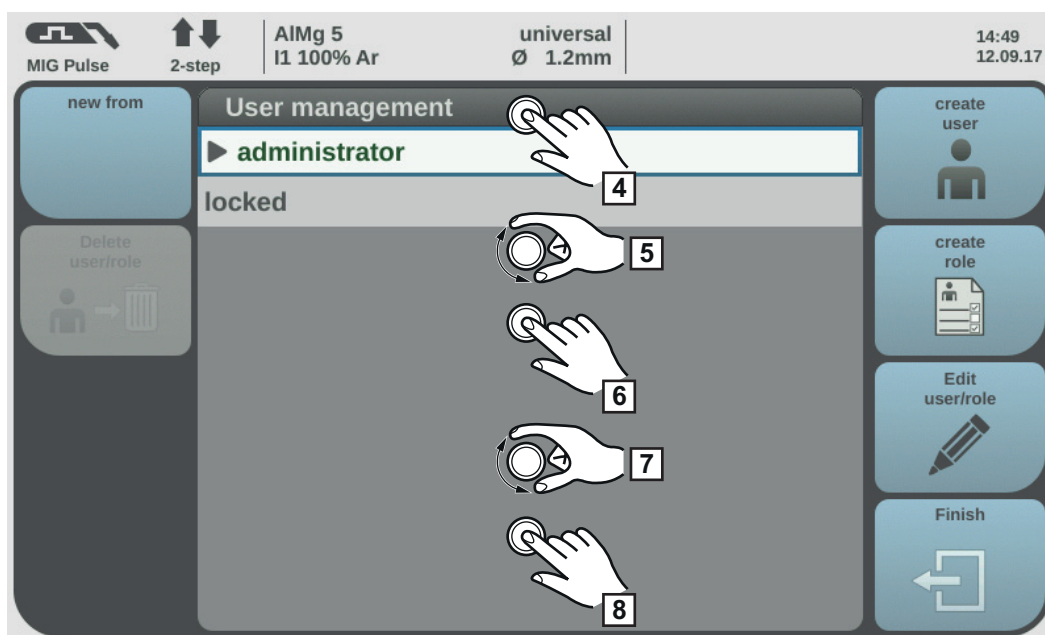 MIG Pulse
2-step
AlMg 5
I1 100% Ar
universal
Ø 1.2mm
14:49
12.09.17
new from
Delete
user/role
User management
administrator
locked
4
5
6
7
8
create
user
create
role
Edit
user/role
Finish